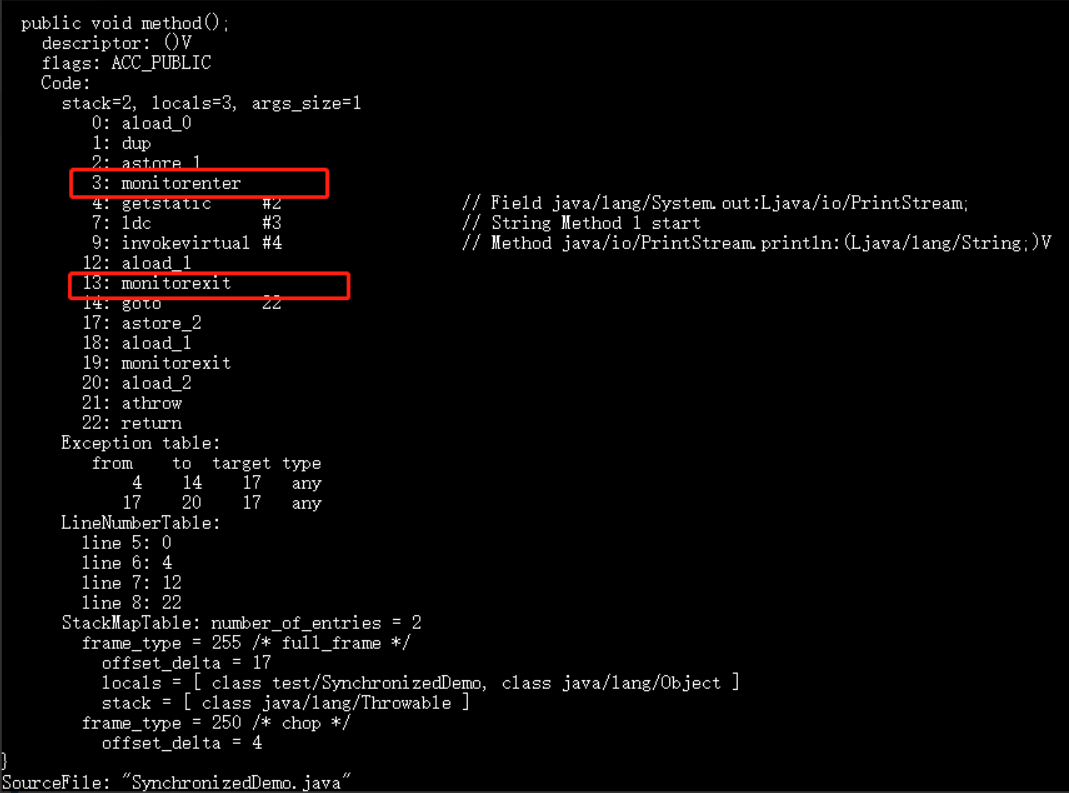 public void method();
descriptor: ()V
flags: ACC_PUBLIC
Code:
stack=2, locals=3, args_size=1
0: aload_0
1: dup
2: astore_1
3: monitorenter
4: getstatic #2 // Field java/lang/System.out:Ljava/io/PrintStream;
7: ldc #3 // String Method 1 start
9: invokevirtual #4 // Method java/io/PrintStream.println:(Ljava/lang/String;)V
12: aload_1
13: monitorexit
14: goto 22
17: astore_2
18: aload_1
19: monitorexit
20: aload_2
21: athrow
22: return
Exception table:
from to target type
4 14 17 any
17 20 17 any
LineNumberTable:
line 5: 0
line 6: 4
line 7: 12
line 8: 22
StackMapTable: number_of_entries = 2
frame_type = 255 /* full_frame */
offset_delta = 17
locals = [ class test/SynchronizedDemo, class java/lang/Object ]
stack = [ class java/lang/Throwable ]
frame_type = 250 /* chop */
offset_delta = 4
}
SourceFile: "SynchronizedDemo.java"